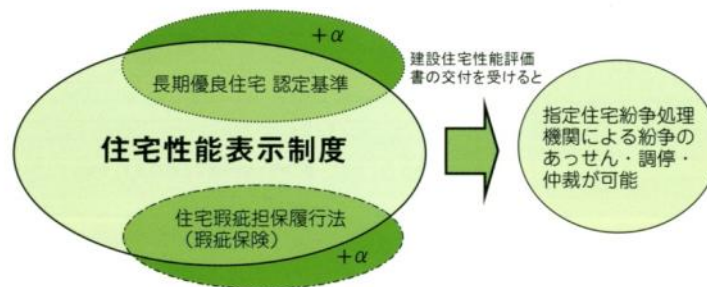 +α
長期優良住宅 認定基準
住宅性能表示制度
住宅瑕疵担保履行法
（瑕疵保険）
+α
建設住宅性能評価
書の交付を受けると
指定住宅紛争処理
機関による紛争の
あっせん・調停・
仲裁が可能